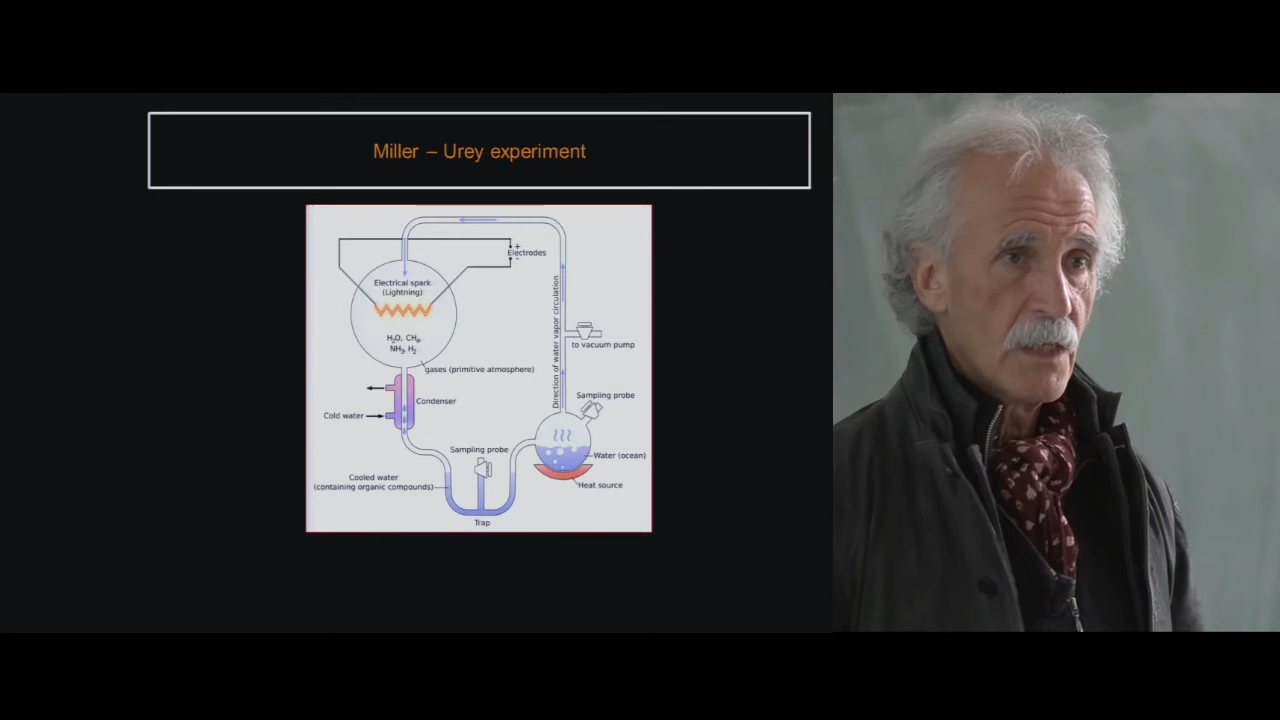 Miller – Urey experiment
+
Electrodes
-
Electrical spark
(Lightning)
H₂O, CH₄,
NH₃, H₂
gases (primitive atmosphere)
Direction of water vapor circulation
to vacuum pump
Condenser
Cold water
Sampling probe
Sampling probe
Water (ocean)
Heat source
Cooled water
(containing organic compounds)
Trap